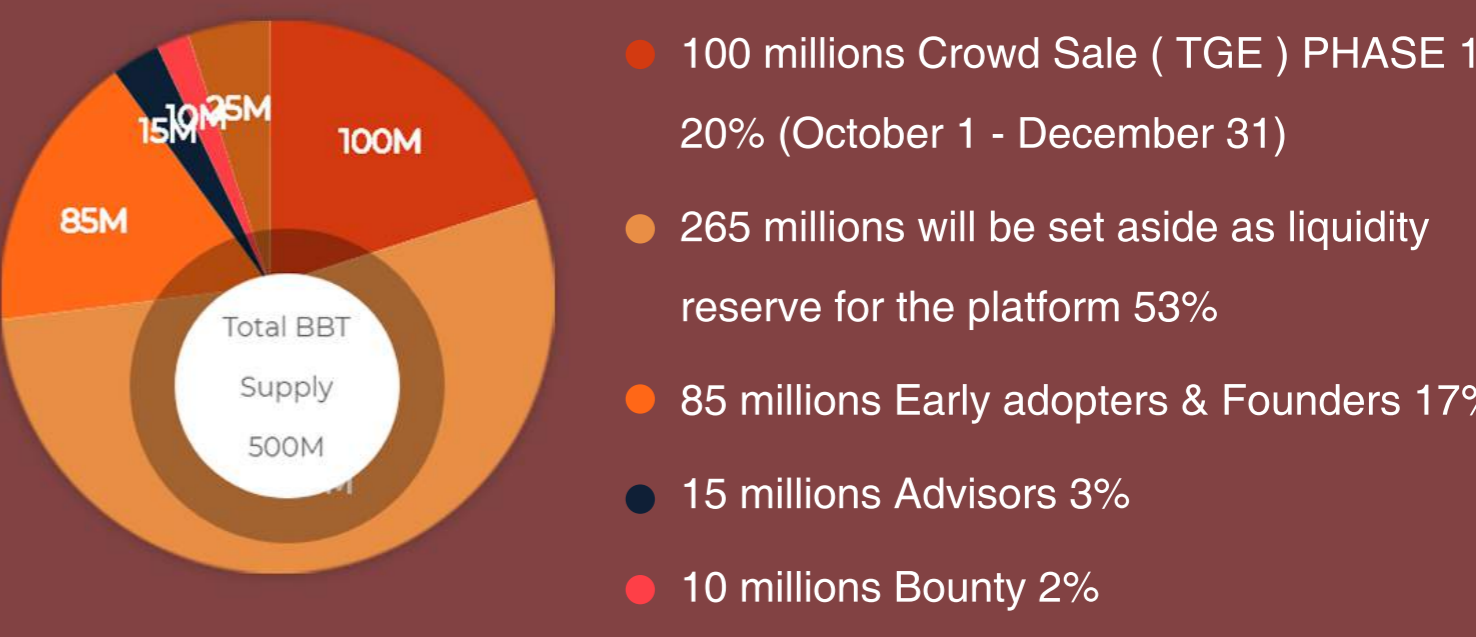 100M
25M
10M
15M
85M
Total BBT
Supply
500M
M
100 millions Crowd Sale ( TGE ) PHASE 1
20% (October 1 - December 31)
265 millions will be set aside as liquidity
reserve for the platform 53%
85 millions Early adopters & Founders 17%
15 millions Advisors 3%
10 millions Bounty 2%